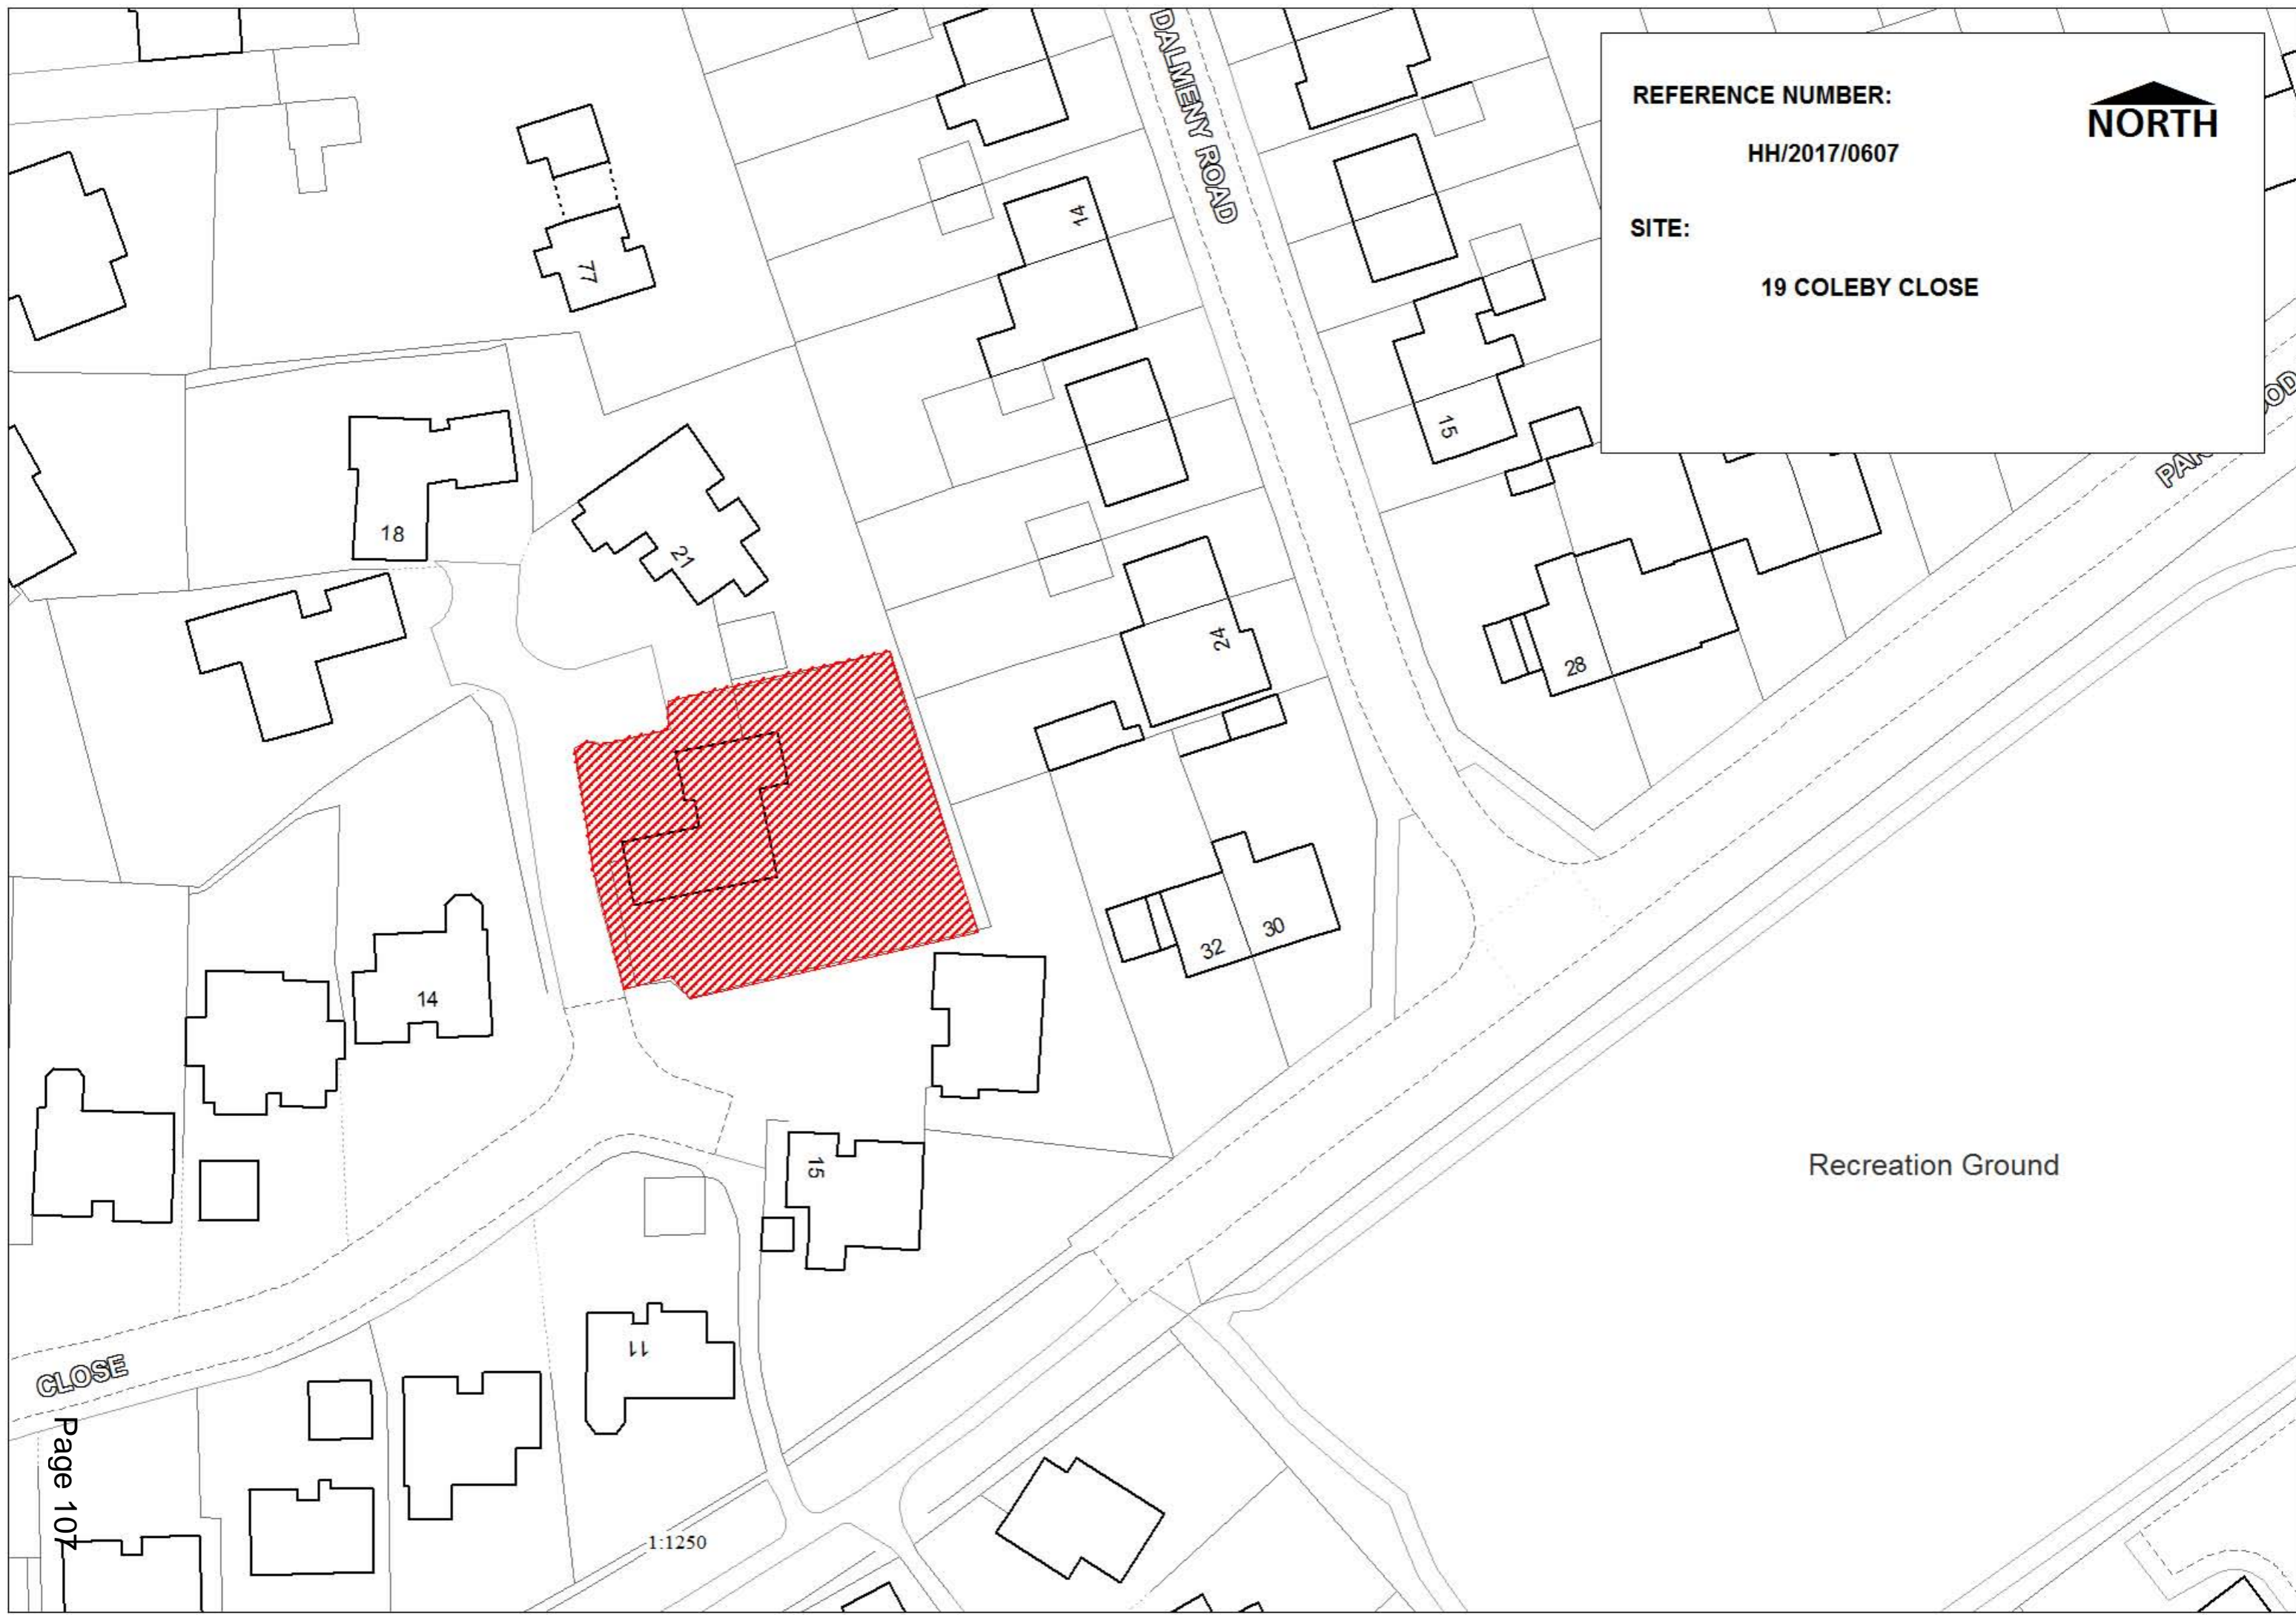 DALMENY ROAD
REFERENCE NUMBER:
NORTH
HH/2017/0607
SITE:
19 COLEBY CLOSE
14
77
15
18
21
24
28
32
30
14
15
11
Recreation Ground
CLOSE
Page 107
1:1250